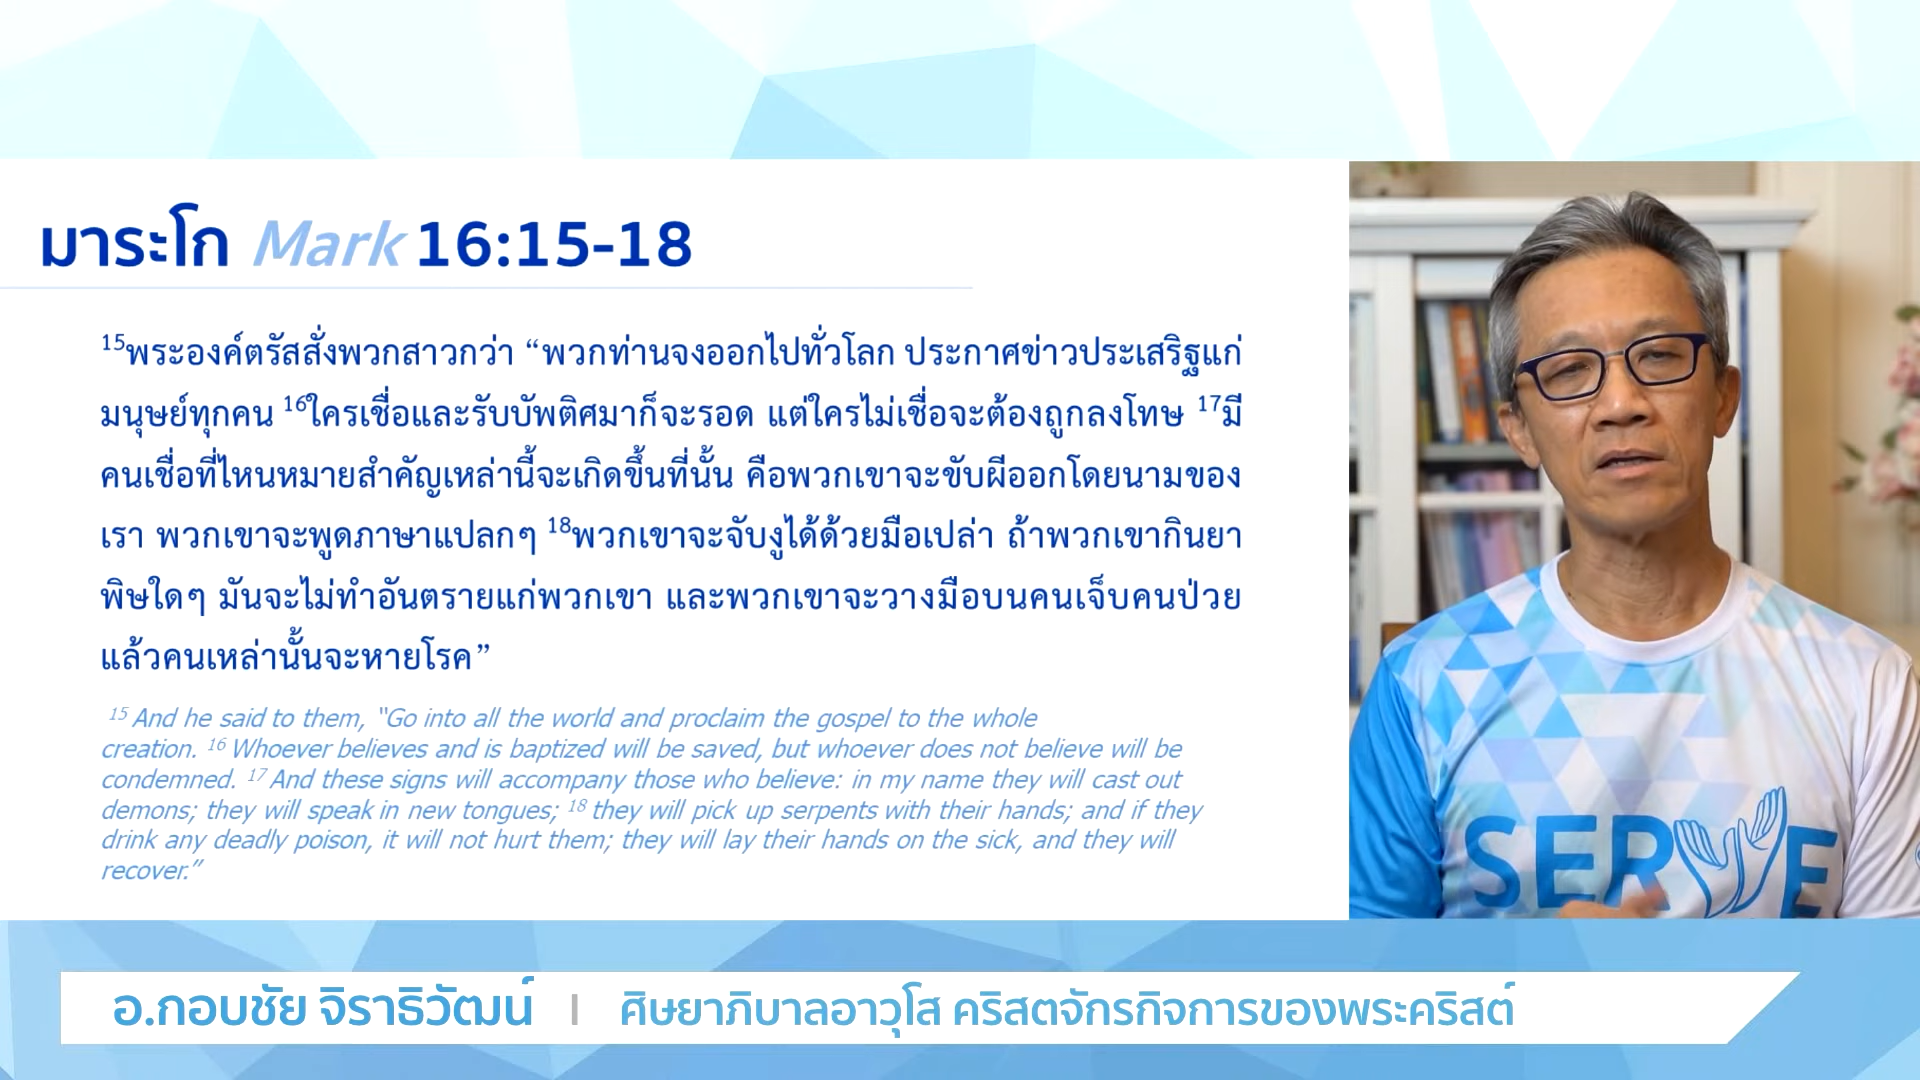 มาระโก Mark 16:15-18
15พระองค์ตรัสสั่งพวกสาวกว่า “พวกท่านจงออกไปทั่วโลก ประกาศข่าวประเสริฐแก่
มนุษย์ทุกคน 16ใครเชื่อและรับบัพติศมาก็จะรอด แต่ใครไม่เชื่อจะต้องถูกลงโทษ 17มี
คนเชื่อที่ไหนหมายสำคัญเหล่านี้จะเกิดขึ้นที่นั้น คือพวกเขาจะขับผีออกโดยนามของ
เรา พวกเขาจะพูดภาษาแปลกๆ 18พวกเขาจะจับงูได้ด้วยมือเปล่า ถ้าพวกเขากินยา
พิษใดๆ มันจะไม่ทำอันตรายแก่พวกเขา และพวกเขาจะวางมือบนคนเจ็บคนป่วย
แล้วคนเหล่านั้นจะหายโรค”
15 And he said to them, “Go into all the world and proclaim the gospel to the whole
creation. 16 Whoever believes and is baptized will be saved, but whoever does not believe will be
condemned. 17 And these signs will accompany those who believe: in my name they will cast out
demons; they will speak in new tongues; 18 they will pick up serpents with their hands; and if they
drink any deadly poison, it will not hurt them; they will lay their hands on the sick, and they will
recover.”
SERVE
อ.กอบชัย จิราธิวัฒน์ | ศิษยาภิบาลอาวุโส คริสตจักรกิจการของพระคริสต์